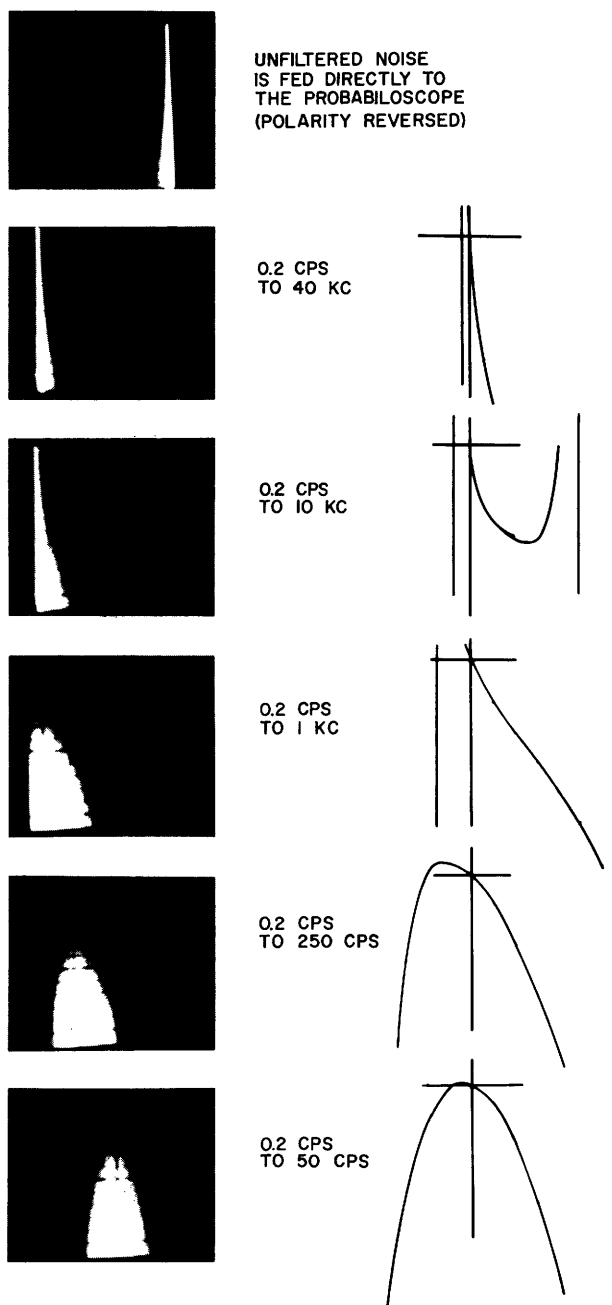 UNFILTERED NOISE
IS FED DIRECTLY TO
THE PROBABILOSCOPE
(POLARITY REVERSED)
0.2 CPS
TO 40 KC
0.2 CPS
TO 10 KC
0.2 CPS
TO 1 KC
0.2 CPS
TO 250 CPS
0.2 CPS
TO 50 CPS